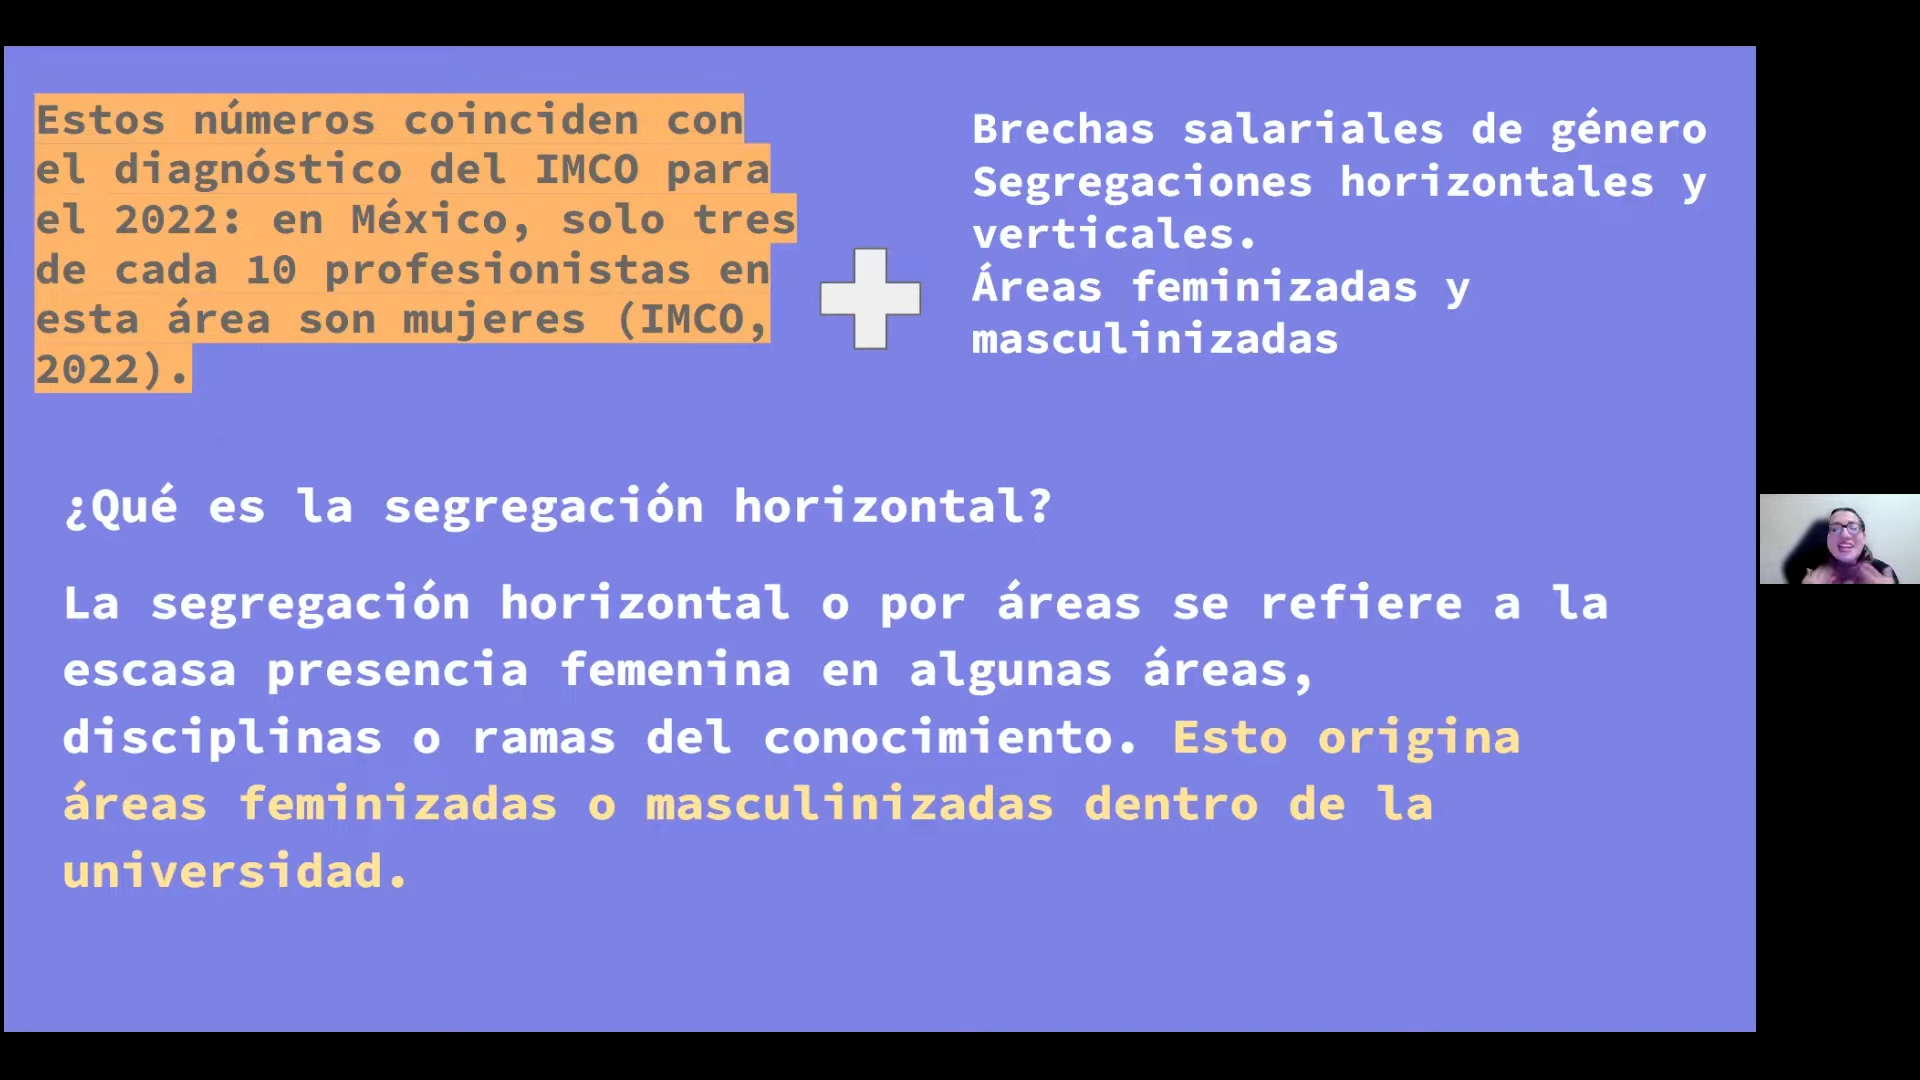 Estos números coinciden con
el diagnóstico del IMCO para
el 2022: en México, solo tres
de cada 10 profesionistas en
esta área son mujeres (IMCO,
2022).
Brechas salariales de género
Segregaciones horizontales y
verticales.
Áreas feminizadas y
masculinizadas
¿Qué es la segregación horizontal?
La segregación horizontal o por áreas se refiere a la
escasa presencia femenina en algunas áreas,
disciplinas o ramas del conocimiento. Esto origina
áreas feminizadas o masculinizadas dentro de la
universidad.